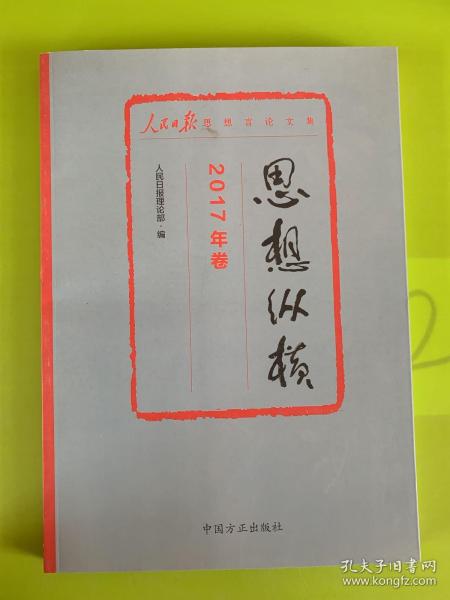 人民日报思想言论文集
思想纵横
2017年卷
人民日报理论部·编
中国方正出版社
孔夫子旧书网
www.kongfz.com